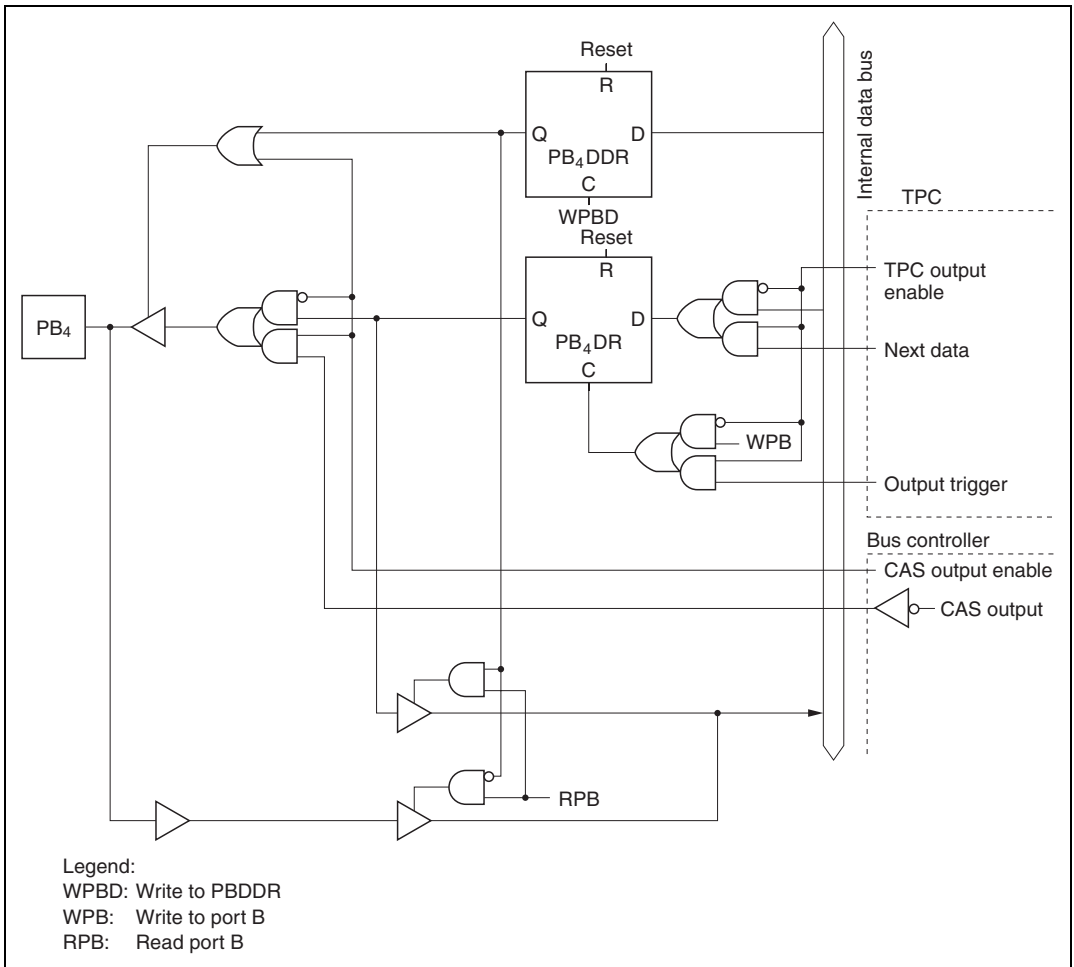 Reset
R
Q
D
PB₄DDR
C
WPBD
Internal data bus
TPC
Reset
R
TPC output
enable
PB₄
Q
D
PB₄DR
C
Next data
WPB
Output trigger
Bus controller
CAS output enable
CAS output
RPB
Legend:
WPBD: Write to PBDDR
WPB: Write to port B
RPB: Read port B